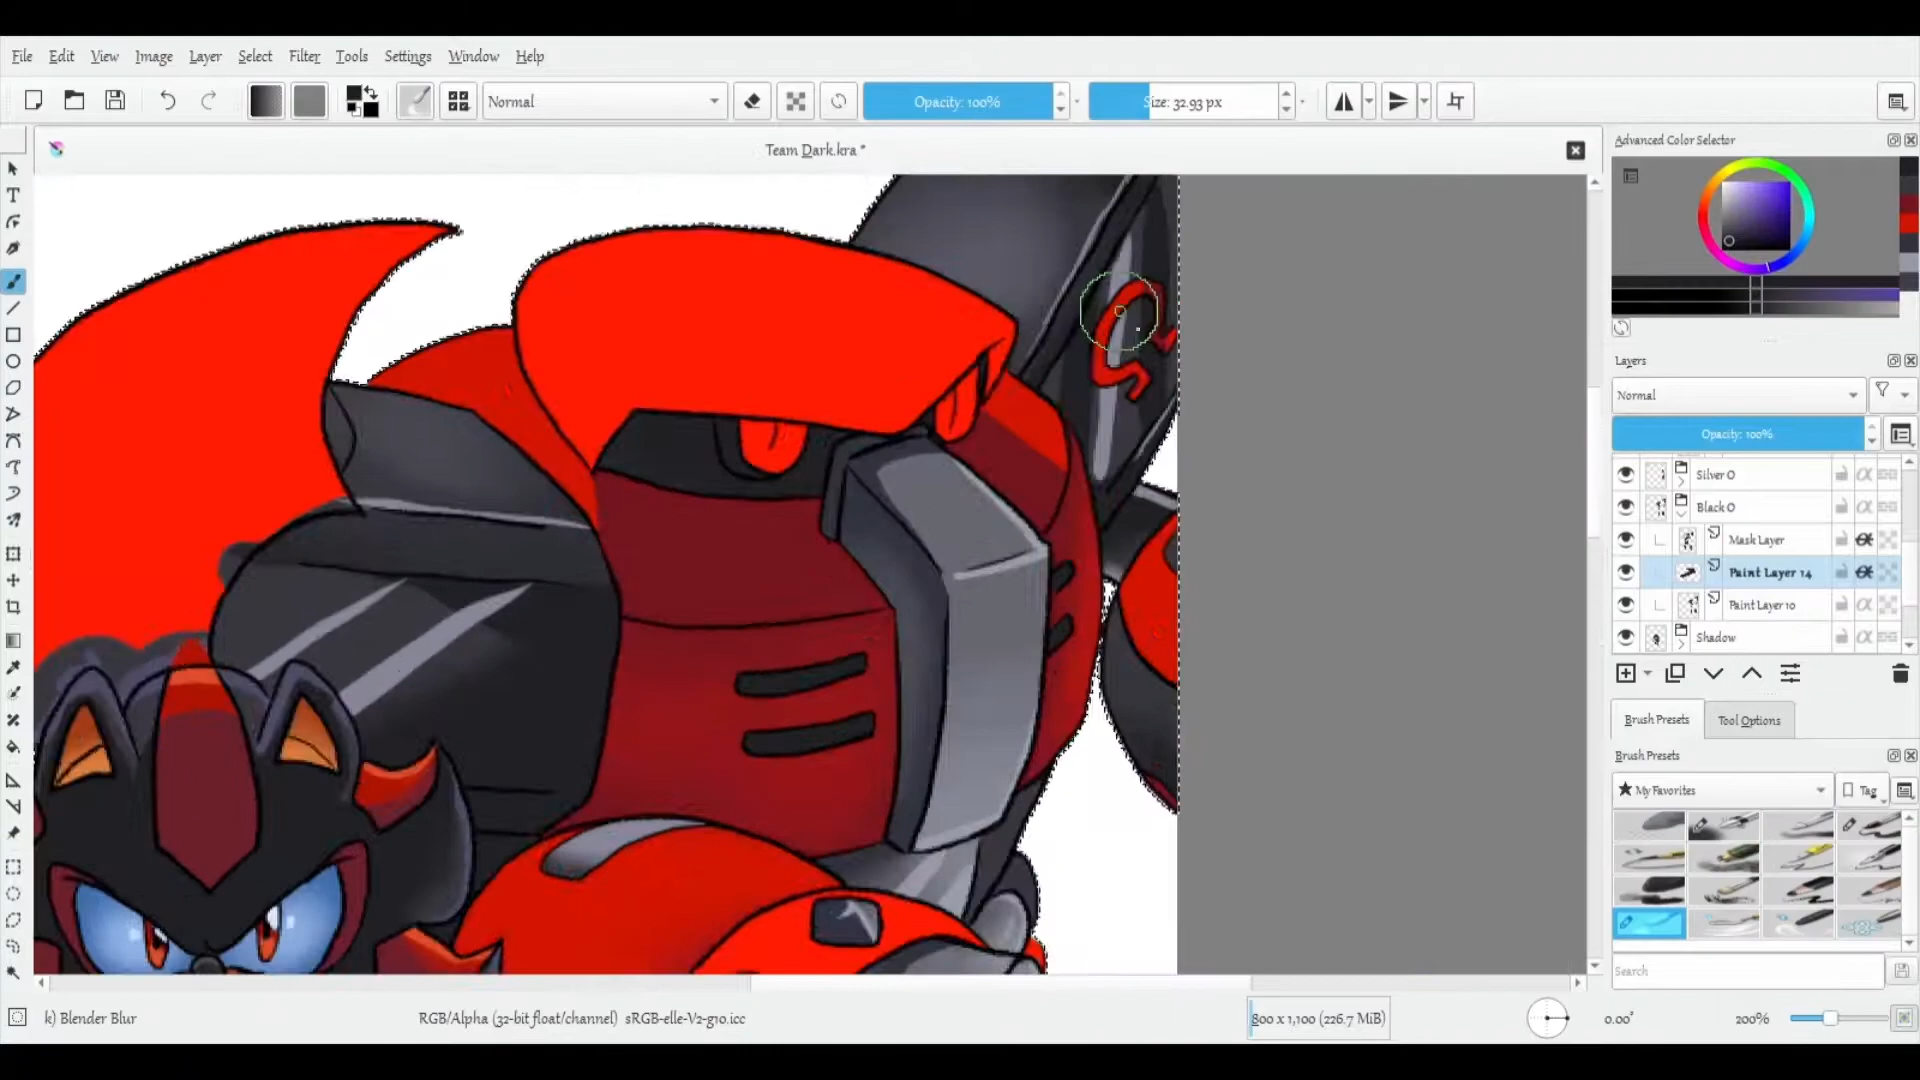 File Edit View Image Layer Select Filter Tools Settings Window Help
Normal Opacity: 100% Size: 32.93 px
Team Dark.kra *
Advanced Color Selector
Layers
Normal
Opacity: 100%
Silver O
Black O
Mask Layer
Paint Layer 14
Paint Layer 10
Shadow
Brush Presets Tool Options
Brush Presets
My Favorites Tag
Search
k) Blender Blur RGB/Alpha (32-bit float/channel) sRGB-elle-V2-g10.icc 800 x 1,100 (226.7 MiB) 0.00° 200%